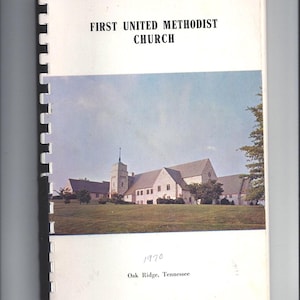 FIRST UNITED METHODIST
CHURCH
1970
Oak Ridge, Tennessee